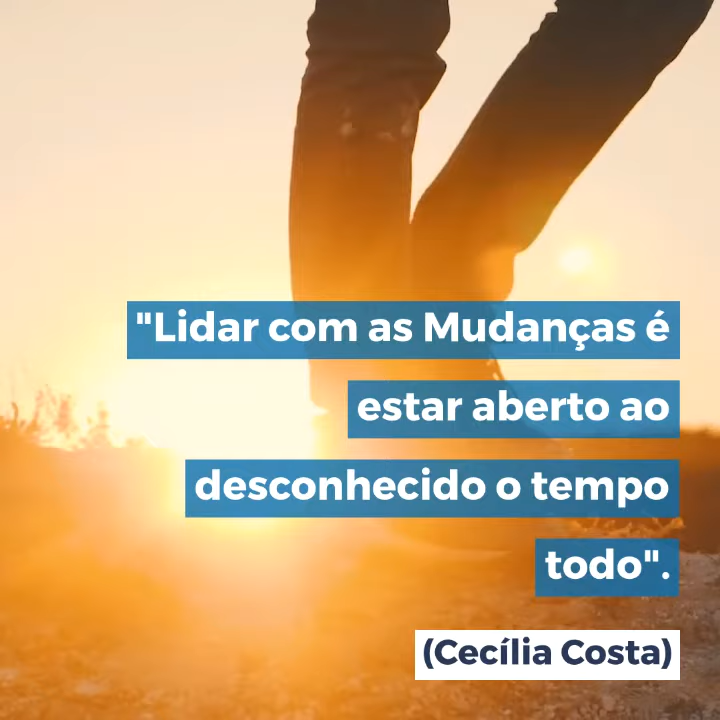 "Lidar com as Mudanças é
estar aberto ao
desconhecido o tempo
todo".
(Cecília Costa)